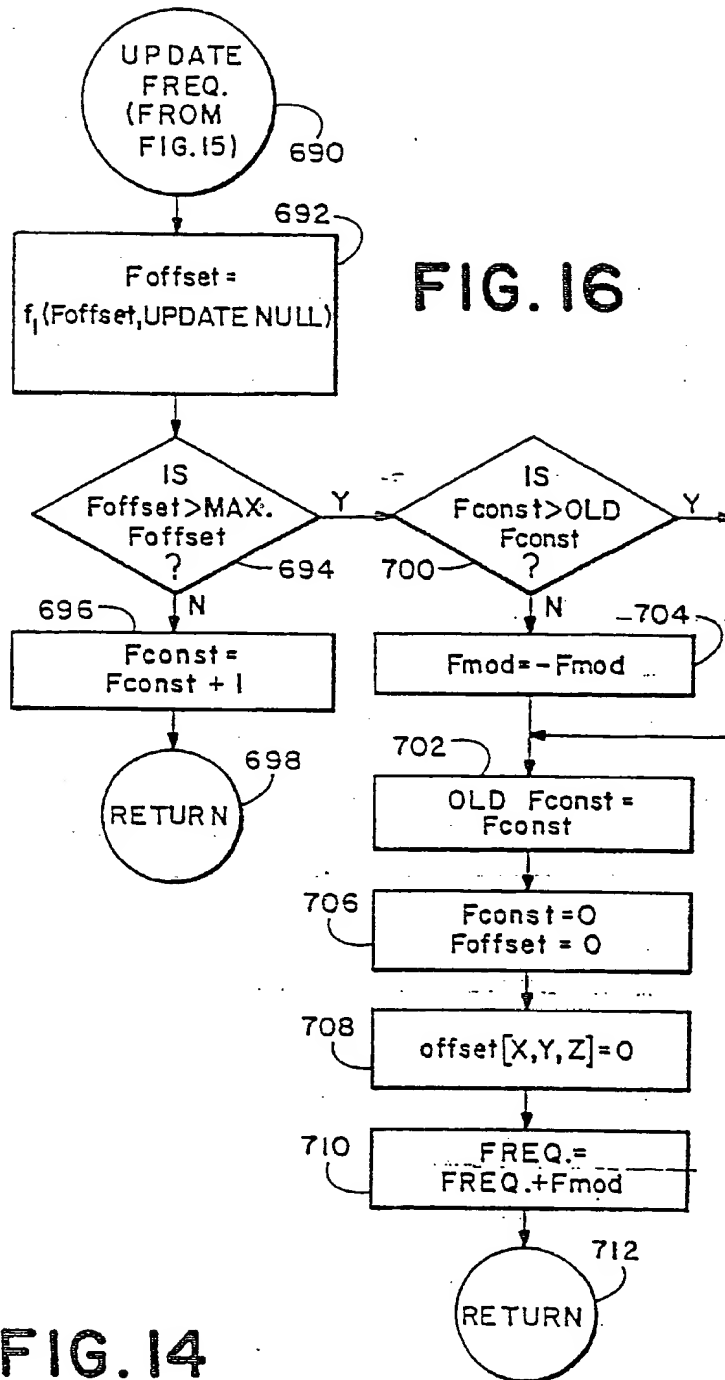 UPDATE
FREQ.
(FROM
FIG.15)
690
692
Foffset=
f₁(Foffset,UPDATE NULL)
FIG. 16
IS
Foffset>MAX.
Foffset
?
694
Y
N
IS
Fconst>OLD
Fconst
?
700
Y
N
696
Fconst=
Fconst + 1
698
RETURN
704
Fmod=-Fmod
702
OLD Fconst=
Fconst
706
Fconst=0
Foffset = 0
708
offset[X,Y,Z]=0
710
FREQ.=
FREQ.+Fmod
712
RETURN
FIG. 14